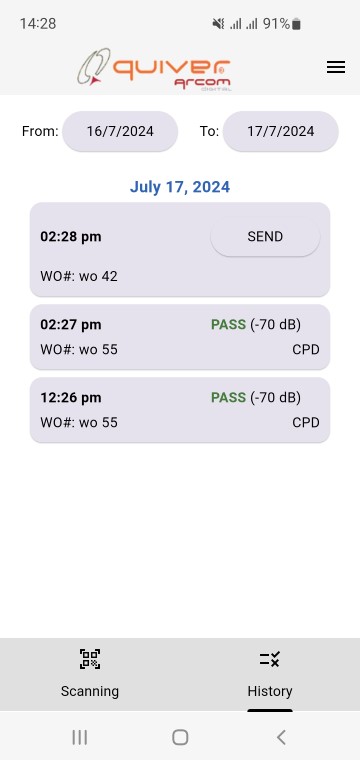 14:28 91%
quiver
ARCOM
DIGITAL
From: 16/7/2024 To: 17/7/2024
July 17, 2024
02:28 pm SEND
WO#: wo 42
02:27 pm PASS (-70 dB)
WO#: wo 55 CPD
12:26 pm PASS (-70 dB)
WO#: wo 55 CPD
Scanning History